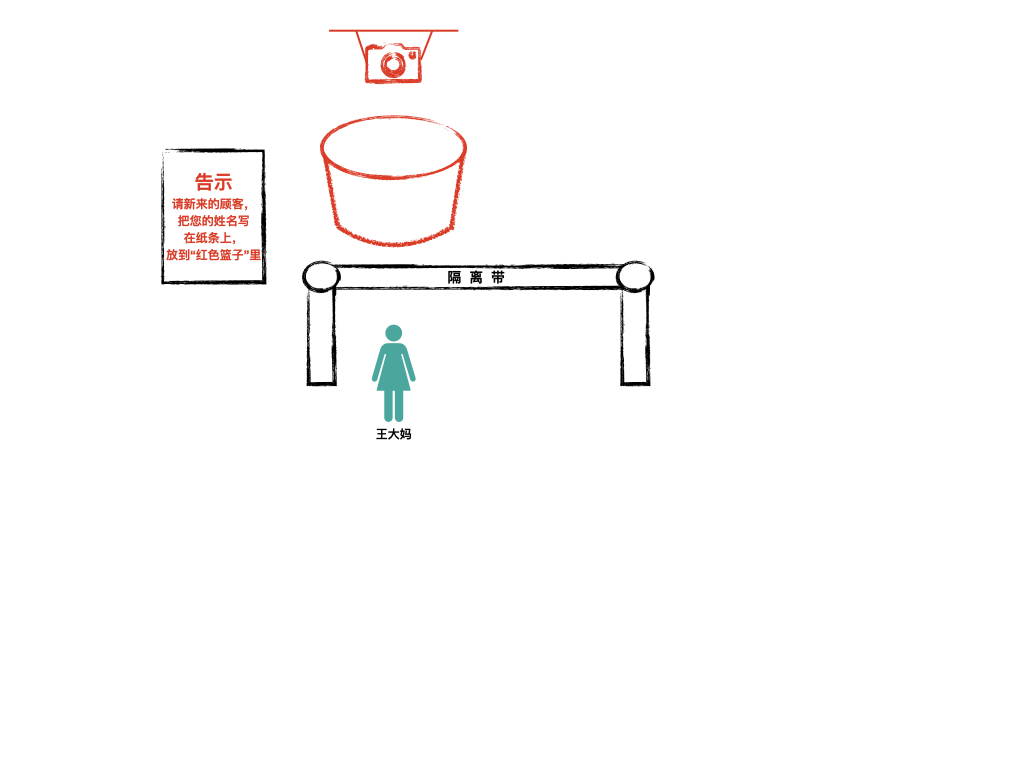 告示
请新来的顾客，
把您的姓名写
在纸条上，
放到“红色篮子”里
隔 离 带
王大妈